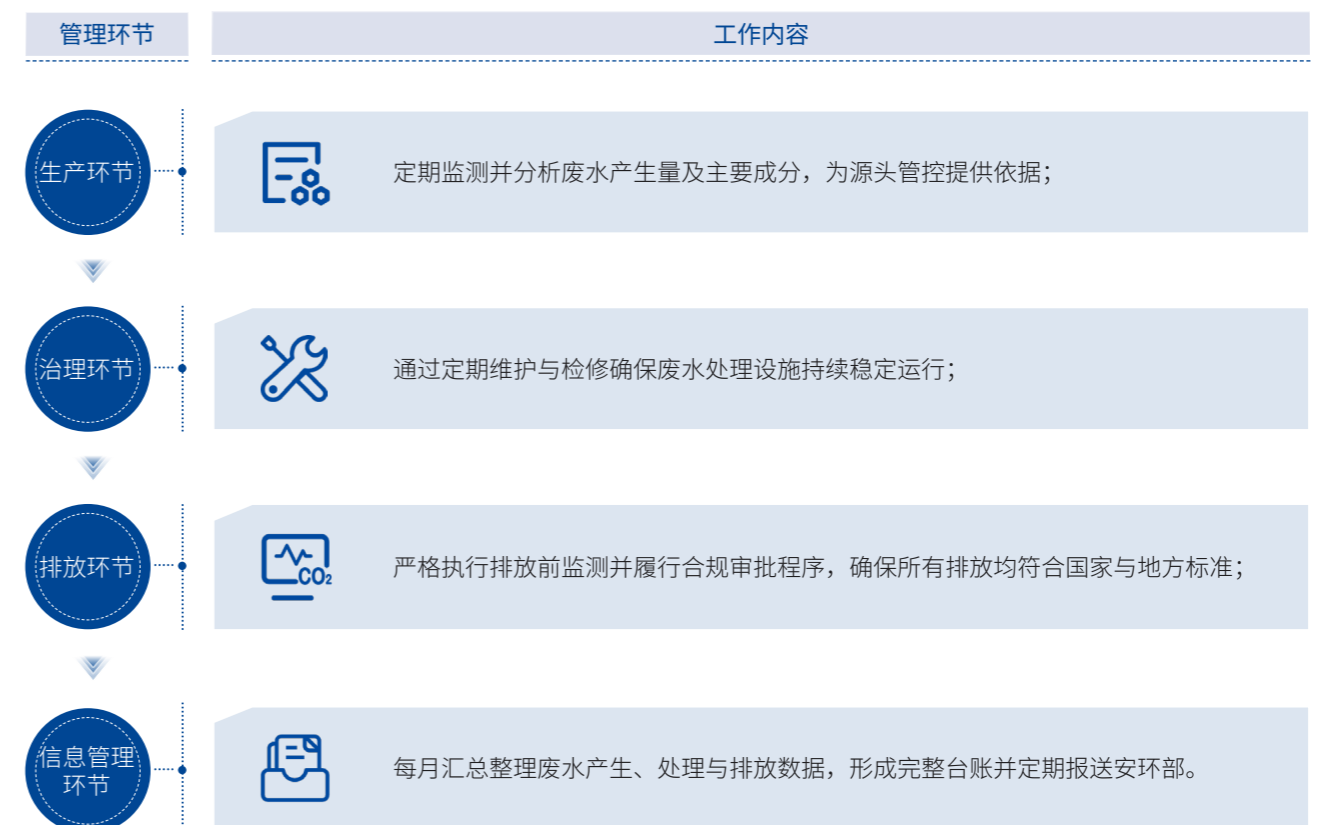 管理环节
工作内容
生产环节
定期监测并分析废水产生量及主要成分，为源头管控提供依据；
治理环节
通过定期维护与检修确保废水处理设施持续稳定运行；
排放环节
CO₂
严格执行排放前监测并履行合规审批程序，确保所有排放均符合国家与地方标准；
信息管理
环节
每月汇总整理废水产生、处理与排放数据，形成完整台账并定期报送安环部。